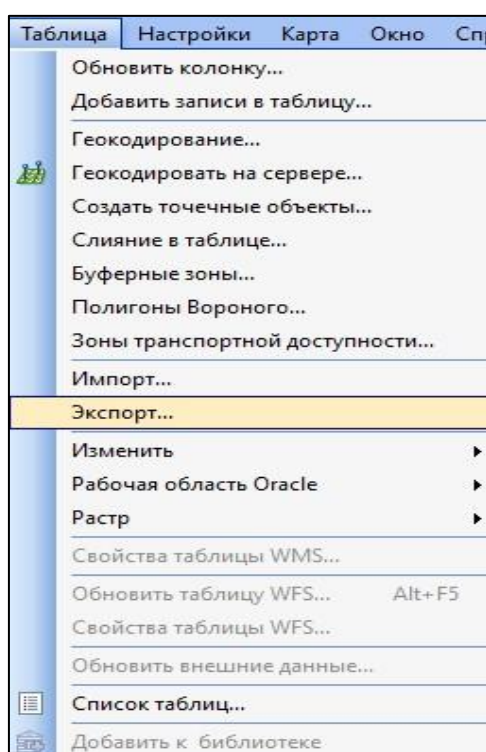 Таблица Настройки Карта Окно Спр
Обновить колонку...
Добавить записи в таблицу...
Геокодирование...
Геокодировать на сервере...
Создать точечные объекты...
Слияние в таблице...
Буферные зоны...
Полигоны Вороного...
Зоны транспортной доступности...
Импорт...
Экспорт...
Изменить
Рабочая область Oracle
Растр
Свойства таблицы WMS...
Обновить таблицу WFS... Alt+F5
Свойства таблицы WFS...
Обновить внешние данные...
Список таблиц...
Добавить к библиотеке